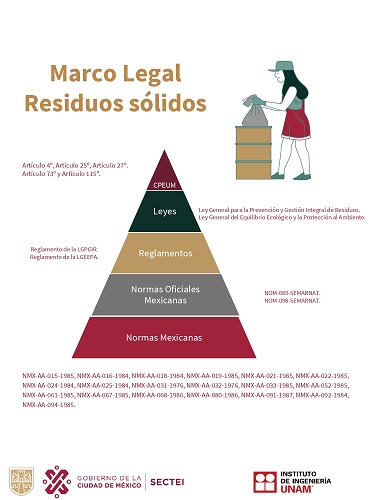 Marco Legal
Residuos sólidos
Artículo 4º, Artículo 25º, Artículo 27º.
Artículo 73º y Artículo 115º.
CPEUM
Leyes
Ley General para la Prevención y Gestión Integral de Residuos.
Ley General del Equilibrio Ecológico y la Protección al Ambiente.
Reglamento de la LGPGIR.
Reglamento de la LGEEPA.
Reglamentos
Normas Oficiales
Mexicanas
NOM-083-SEMARNAT.
NOM-098-SEMARNAT.
Normas Mexicanas
NMX-AA-015-1985, NMX-AA-016-1984, NMX-AA-018-1984, NMX-AA-019-1985, NMX-AA-021-1985, NMX-AA-022-1985,
NMX-AA-024-1984, NMX-AA-025-1984, NMX-AA-031-1976, NMX-AA-032-1976, NMX-AA-033-1985, NMX-AA-052-1985,
NMX-AA-061-1985, NMX-AA-067-1985, NMX-AA-068-1986, NMX-AA-080-1986, NMX-AA-091-1987, NMX-AA-092-1984,
NMX-AA-094-1985.
GOBIERNO DE LA
CIUDAD DE MÉXICO
SECTEI
INSTITUTO
DE INGENIERÍA
UNAM